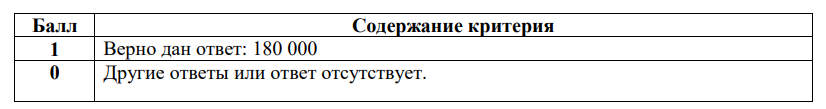 Балл Содержание критерия
1 Верно дан ответ: 180 000
0 Другие ответы или ответ отсутствует.